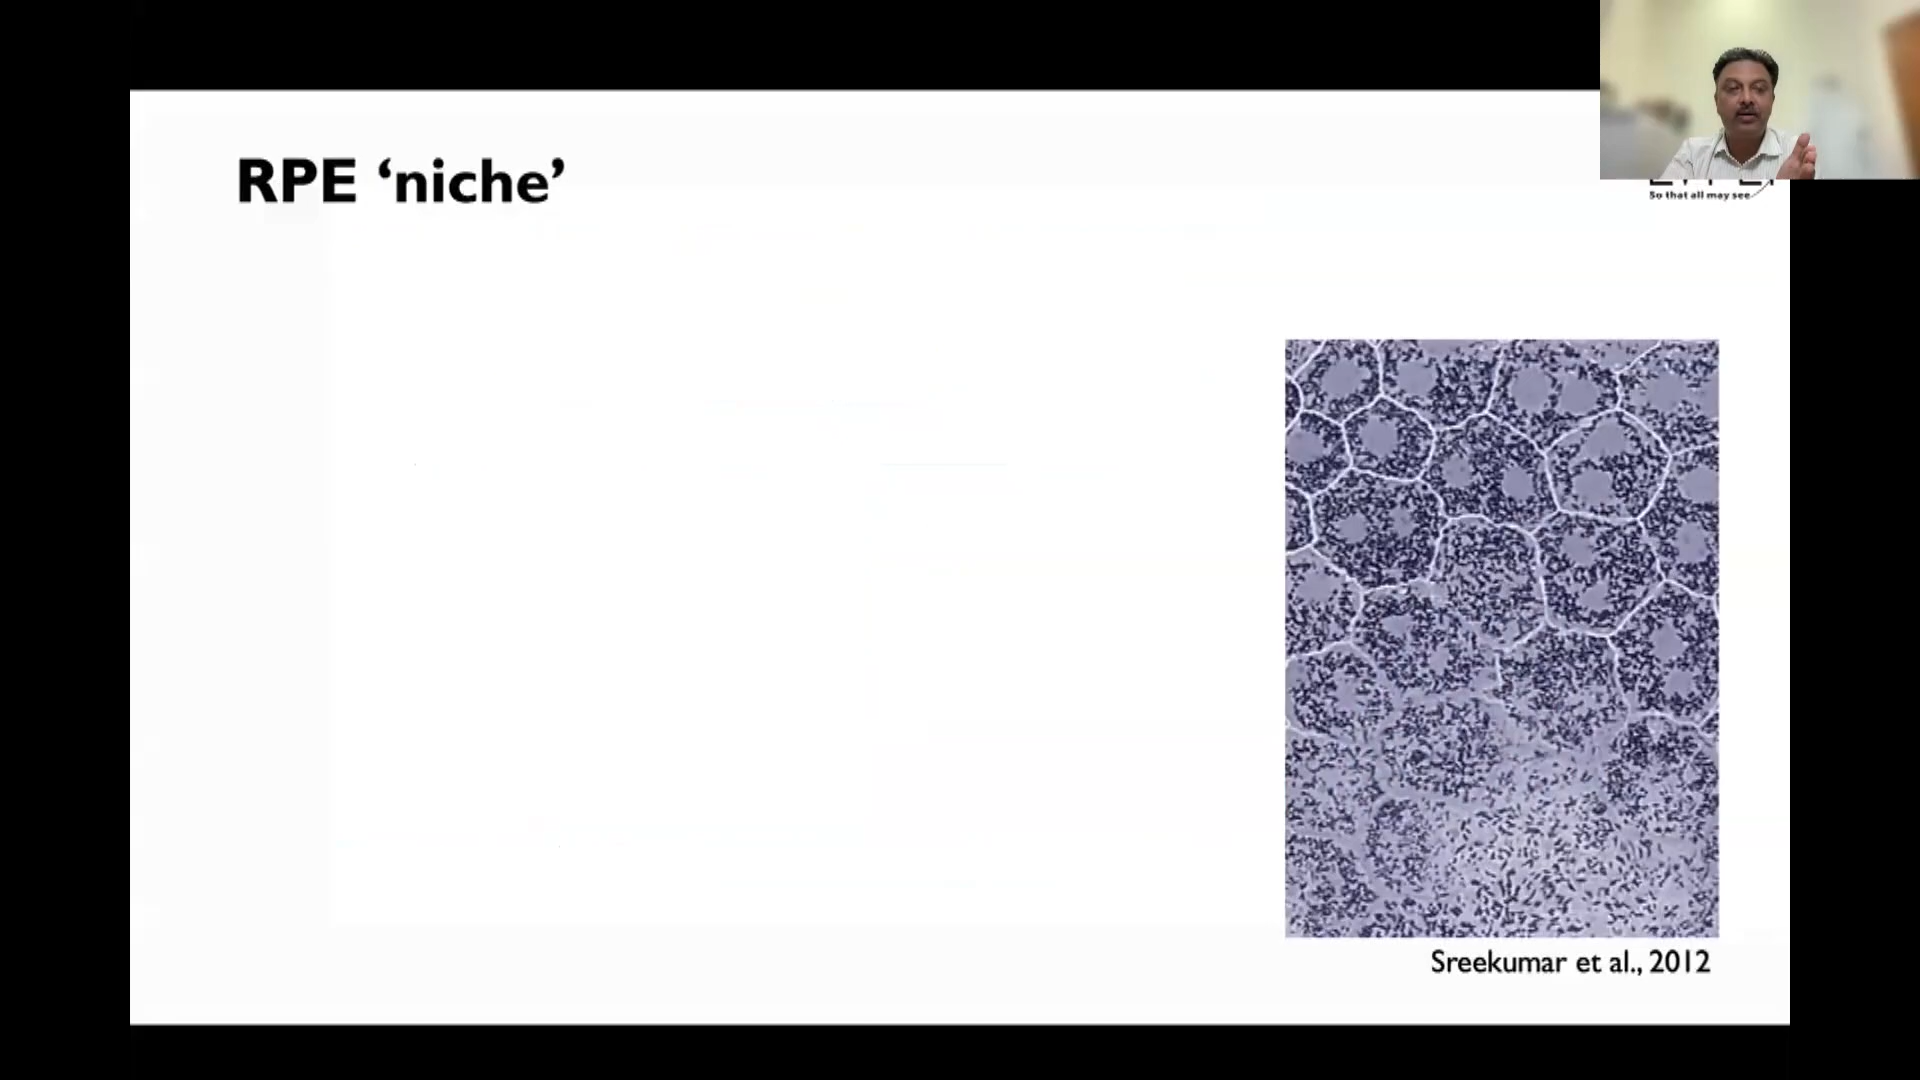 RPE ‘niche’
So that all may see
Sreekumar et al., 2012